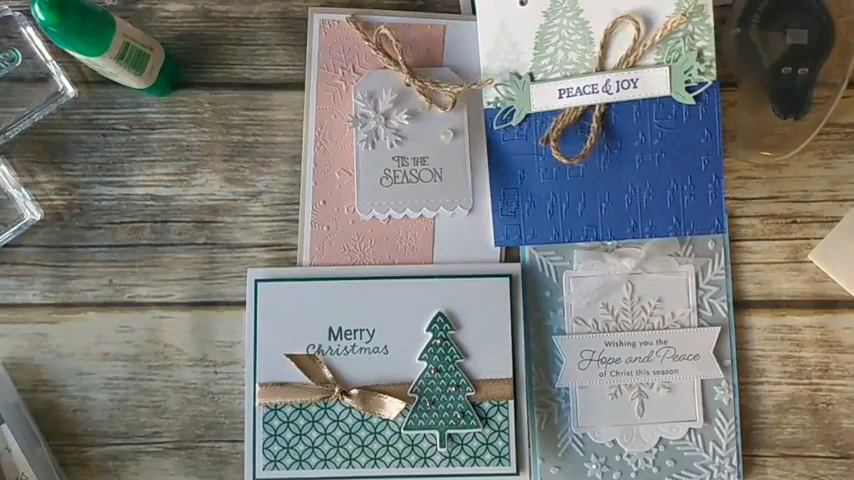 PEACE & JOY
'TIS THE
SEASON
Merry
Christmas
Wishing you the
Hope and Peace
of Christ this season